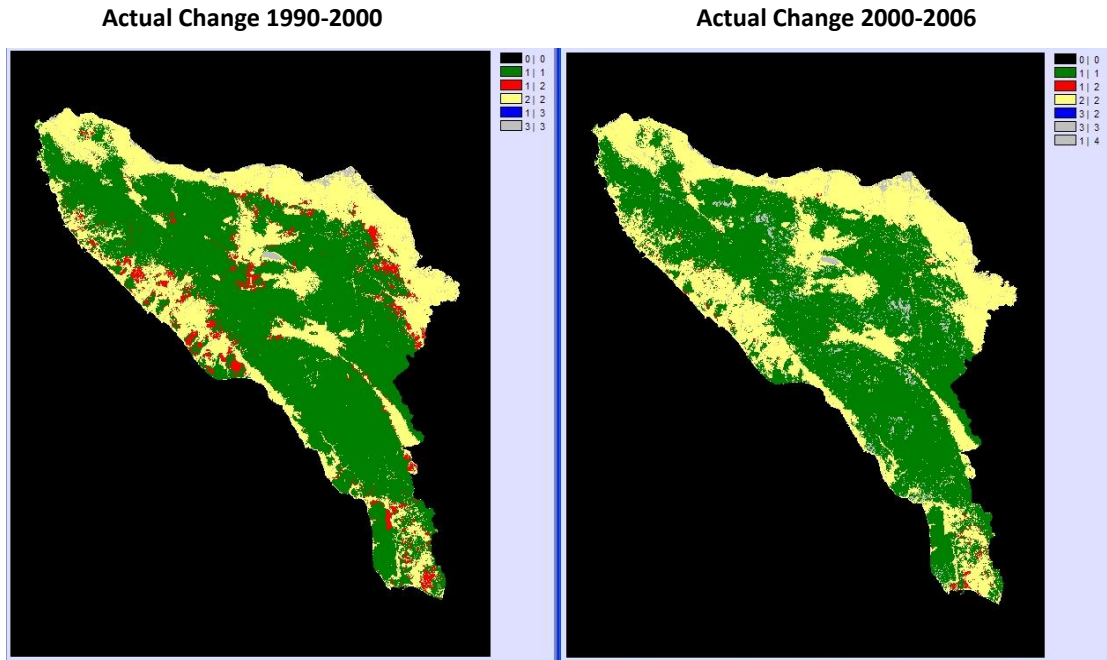 Actual Change 1990-2000
0 | 0
1 | 1
1 | 2
2 | 2
1 | 3
3 | 3
Actual Change 2000-2006
0 | 0
1 | 1
1 | 2
2 | 2
3 | 2
3 | 3
1 | 4